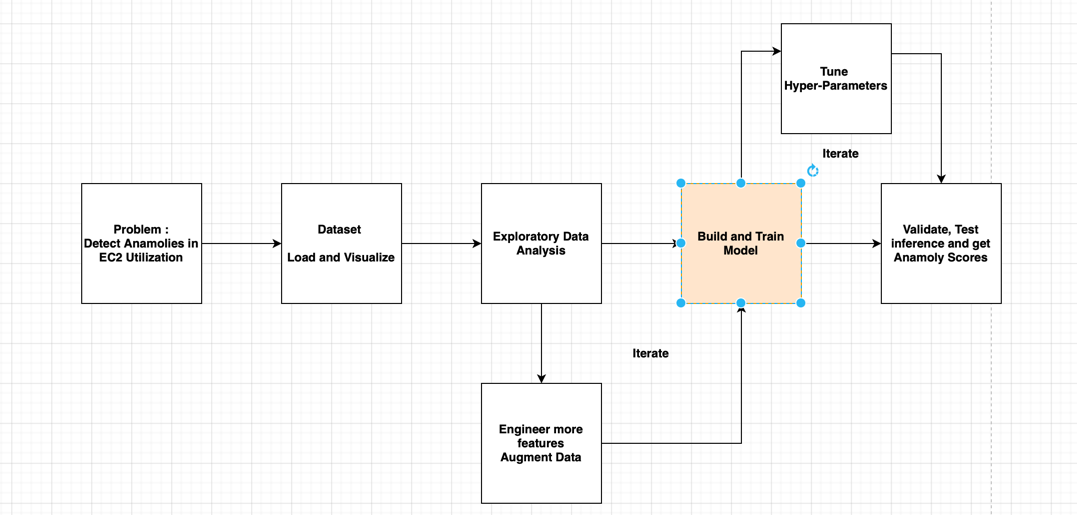 Tune
Hyper-Parameters
Iterate
Problem :
Detect Anamolies in
EC2 Utilization
Dataset
Load and Visualize
Exploratory Data
Analysis
Build and Train
Model
Validate, Test
inference and get
Anamoly Scores
Iterate
Engineer more
features
Augment Data